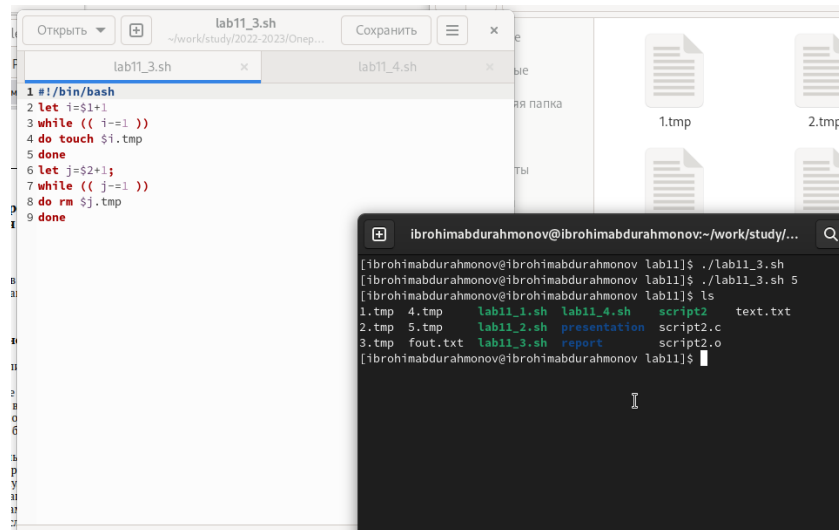 Открыть
lab11_3.sh
~/work/study/2022-2023/Опер...
Сохранить
lab11_3.sh
lab11_4.sh
1 #!/bin/bash
2 let i=$1+1
3 while (( i-=1 ))
4 do touch $i.tmp
5 done
6 let j=$2+1;
7 while (( j-=1 ))
8 do rm $j.tmp
9 done
яя папка
1.tmp
2.tmp
ibrohimabdurahmonov@ibrohimabdurahmonov:~/work/study/...
[ibrohimabdurahmonov@ibrohimabdurahmonov lab11]$ ./lab11_3.sh
[ibrohimabdurahmonov@ibrohimabdurahmonov lab11]$ ./lab11_3.sh 5
[ibrohimabdurahmonov@ibrohimabdurahmonov lab11]$ ls
1.tmp 4.tmp lab11_1.sh lab11_4.sh script2 text.txt
2.tmp 5.tmp lab11_2.sh presentation script2.c
3.tmp fout.txt lab11_3.sh report script2.o
[ibrohimabdurahmonov@ibrohimabdurahmonov lab11]$